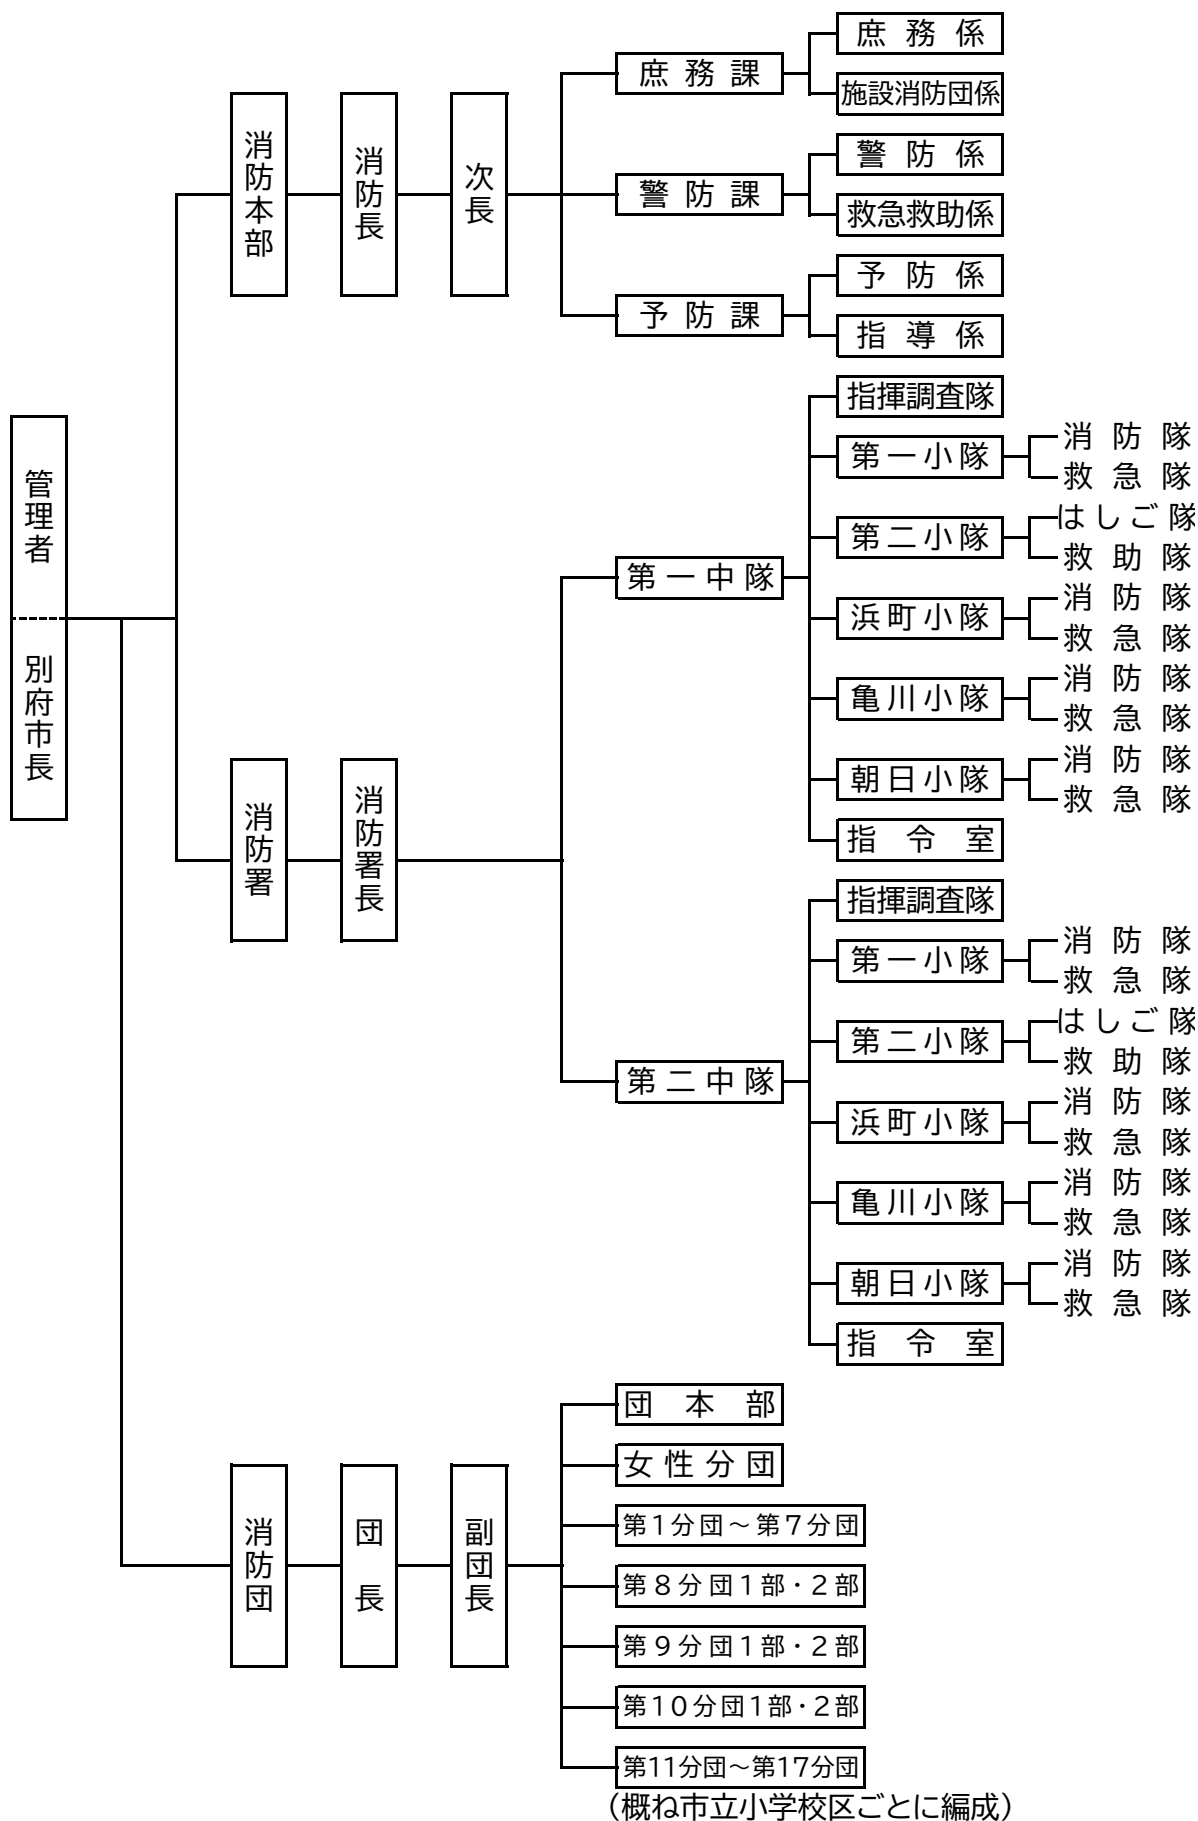 管理者
別府市長
消防本部
消防長
次長
庶務課
庶務係
施設消防団係
警防課
警防係
救急救助係
予防課
予防係
指導係
消防署
消防署長
第一中隊
指揮調査隊
第一小隊
消防隊
救急隊
第二小隊
はしご隊
救助隊
浜町小隊
消防隊
救急隊
亀川小隊
消防隊
救急隊
朝日小隊
消防隊
救急隊
指令室
第二中隊
指揮調査隊
第一小隊
消防隊
救急隊
第二小隊
はしご隊
救助隊
浜町小隊
消防隊
救急隊
亀川小隊
消防隊
救急隊
朝日小隊
消防隊
救急隊
指令室
消防団
団長
副団長
団本部
女性分団
第1分団～第7分団
第8分団1部・2部
第9分団1部・2部
第10分団1部・2部
第11分団～第17分団
（概ね市立小学校区ごとに編成）